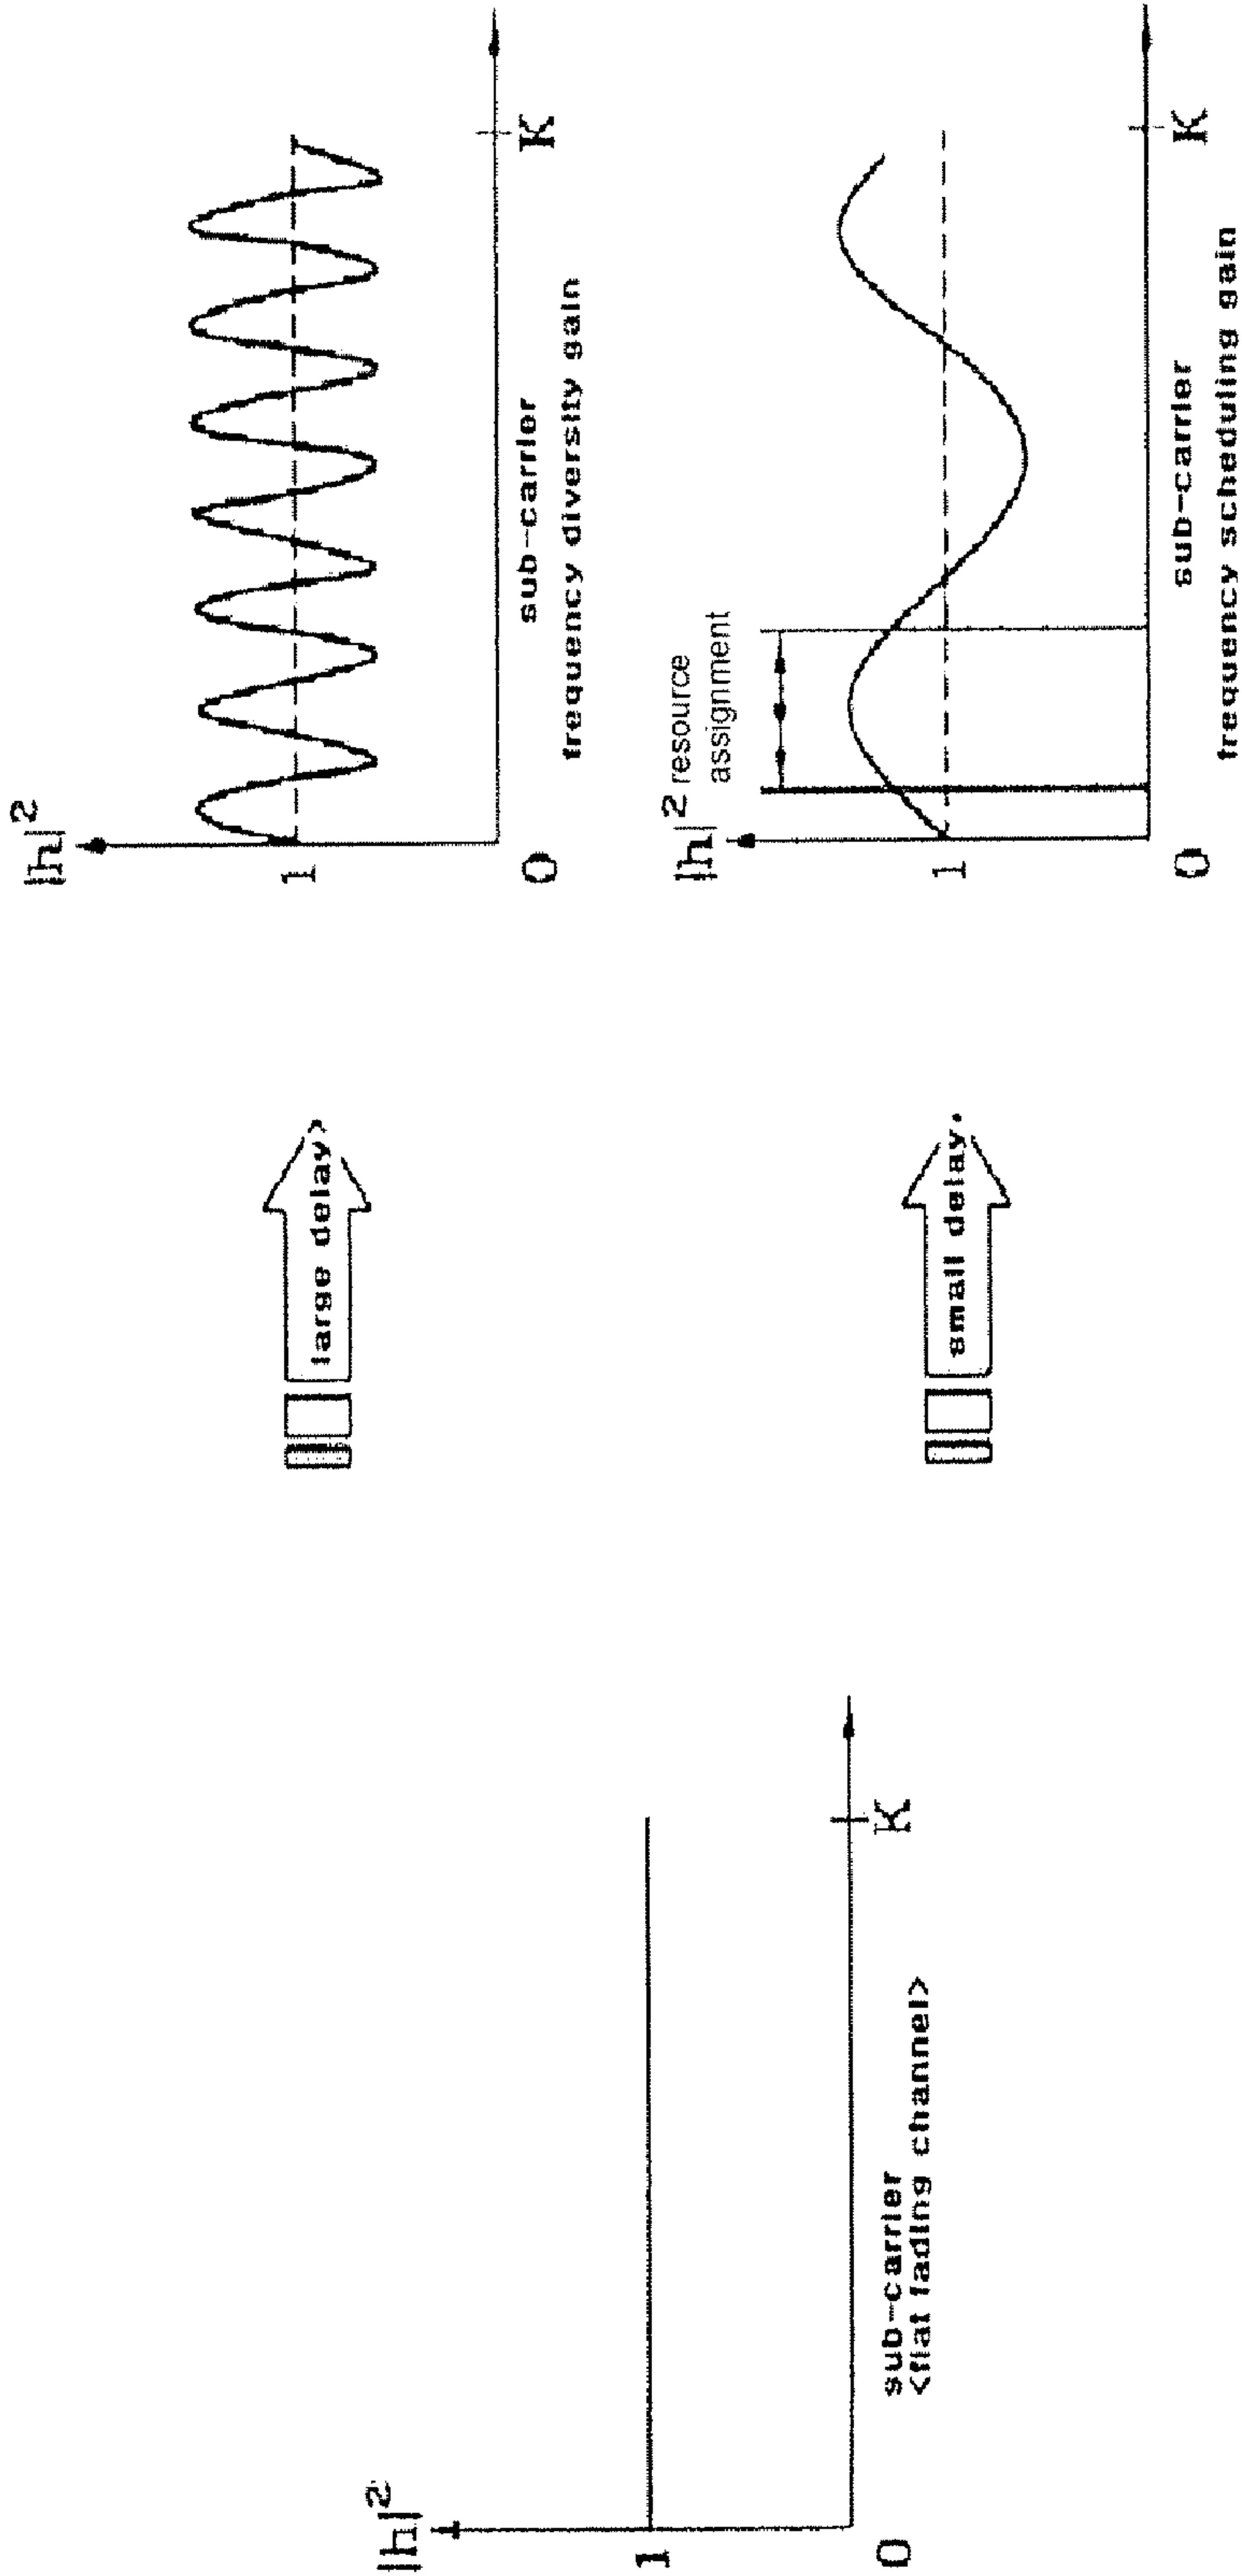 |h|²
1
0
K
sub-carrier
<flat fading channel>
large delay>
|h|²
1
0
K
sub-carrier
frequency diversity gain
small delay.
|h|²
resource
assignment
1
0
K
sub-carrier
frequency scheduling gain